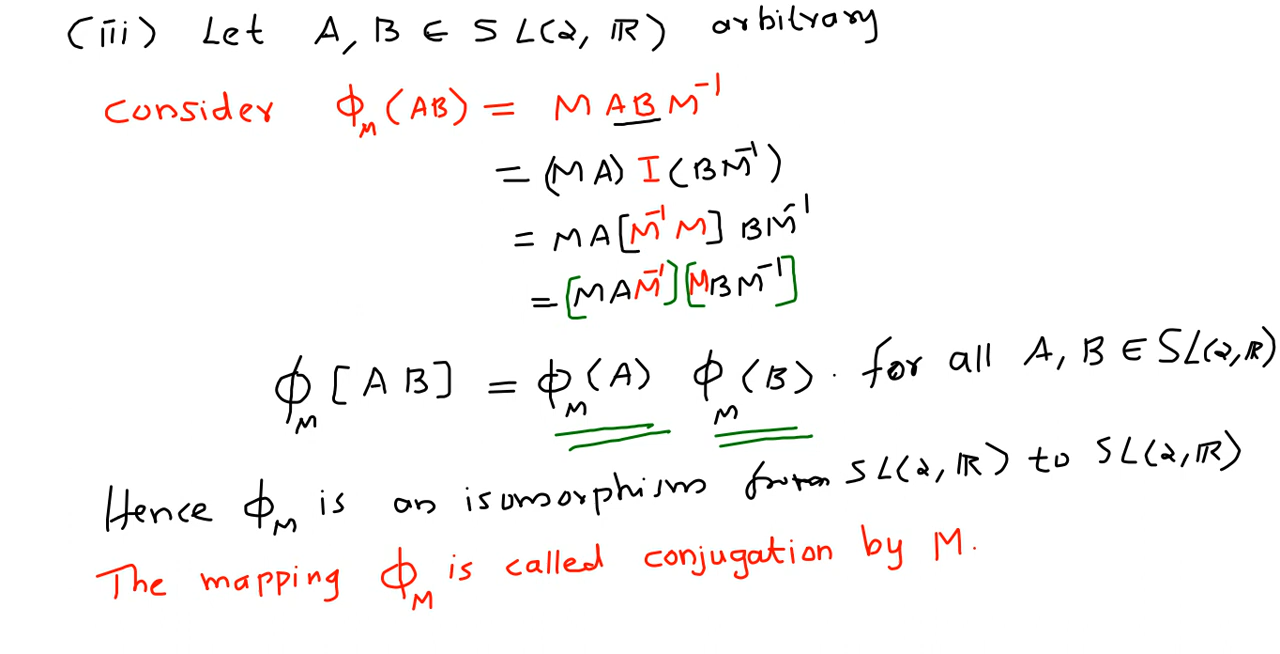 (iii) Let A, B ∈ SL(2, ℝ) arbitrary
Consider ϕ_M (AB) = M AB M⁻¹
= (MA) I (BM⁻¹)
= MA[M⁻¹ M] BM⁻¹
= [MAM⁻¹][MBM⁻¹]
ϕ_M [AB] = ϕ_M (A) ϕ_M (B) . for all A, B ∈ SL(2, ℝ)
Hence ϕ_M is an isomorphism from SL(2, ℝ) to SL(2, ℝ)
The mapping ϕ_M is called conjugation by M.